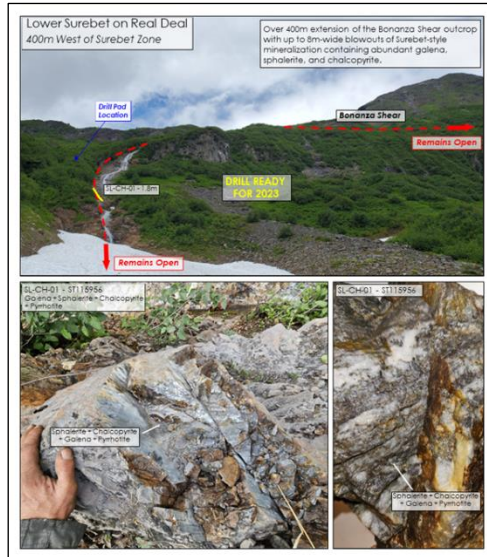 Lower Surebet on Real Deal
400m West of Surebet Zone
Over 400m extension of the Bonanza Shear outcrop
with up to 8m-wide blowouts of Surebet-style
mineralization containing abundant galena,
sphalerite, and chalcopyrite.
Drill Pad
Location
Bonanza Shear
Remains Open
SL-CH-01 - 1.8m
DRILL READY
FOR 2023
Remains Open
SL-CH-01 - ST115956
Galena + Sphalerite + Chalcopyrite
+ Pyrrhotite
Sphalerite + Chalcopyrite
+ Galena + Pyrrhotite
SL-CH-01 - ST115956
Sphalerite + Chalcopyrite
+ Galena + Pyrrhotite